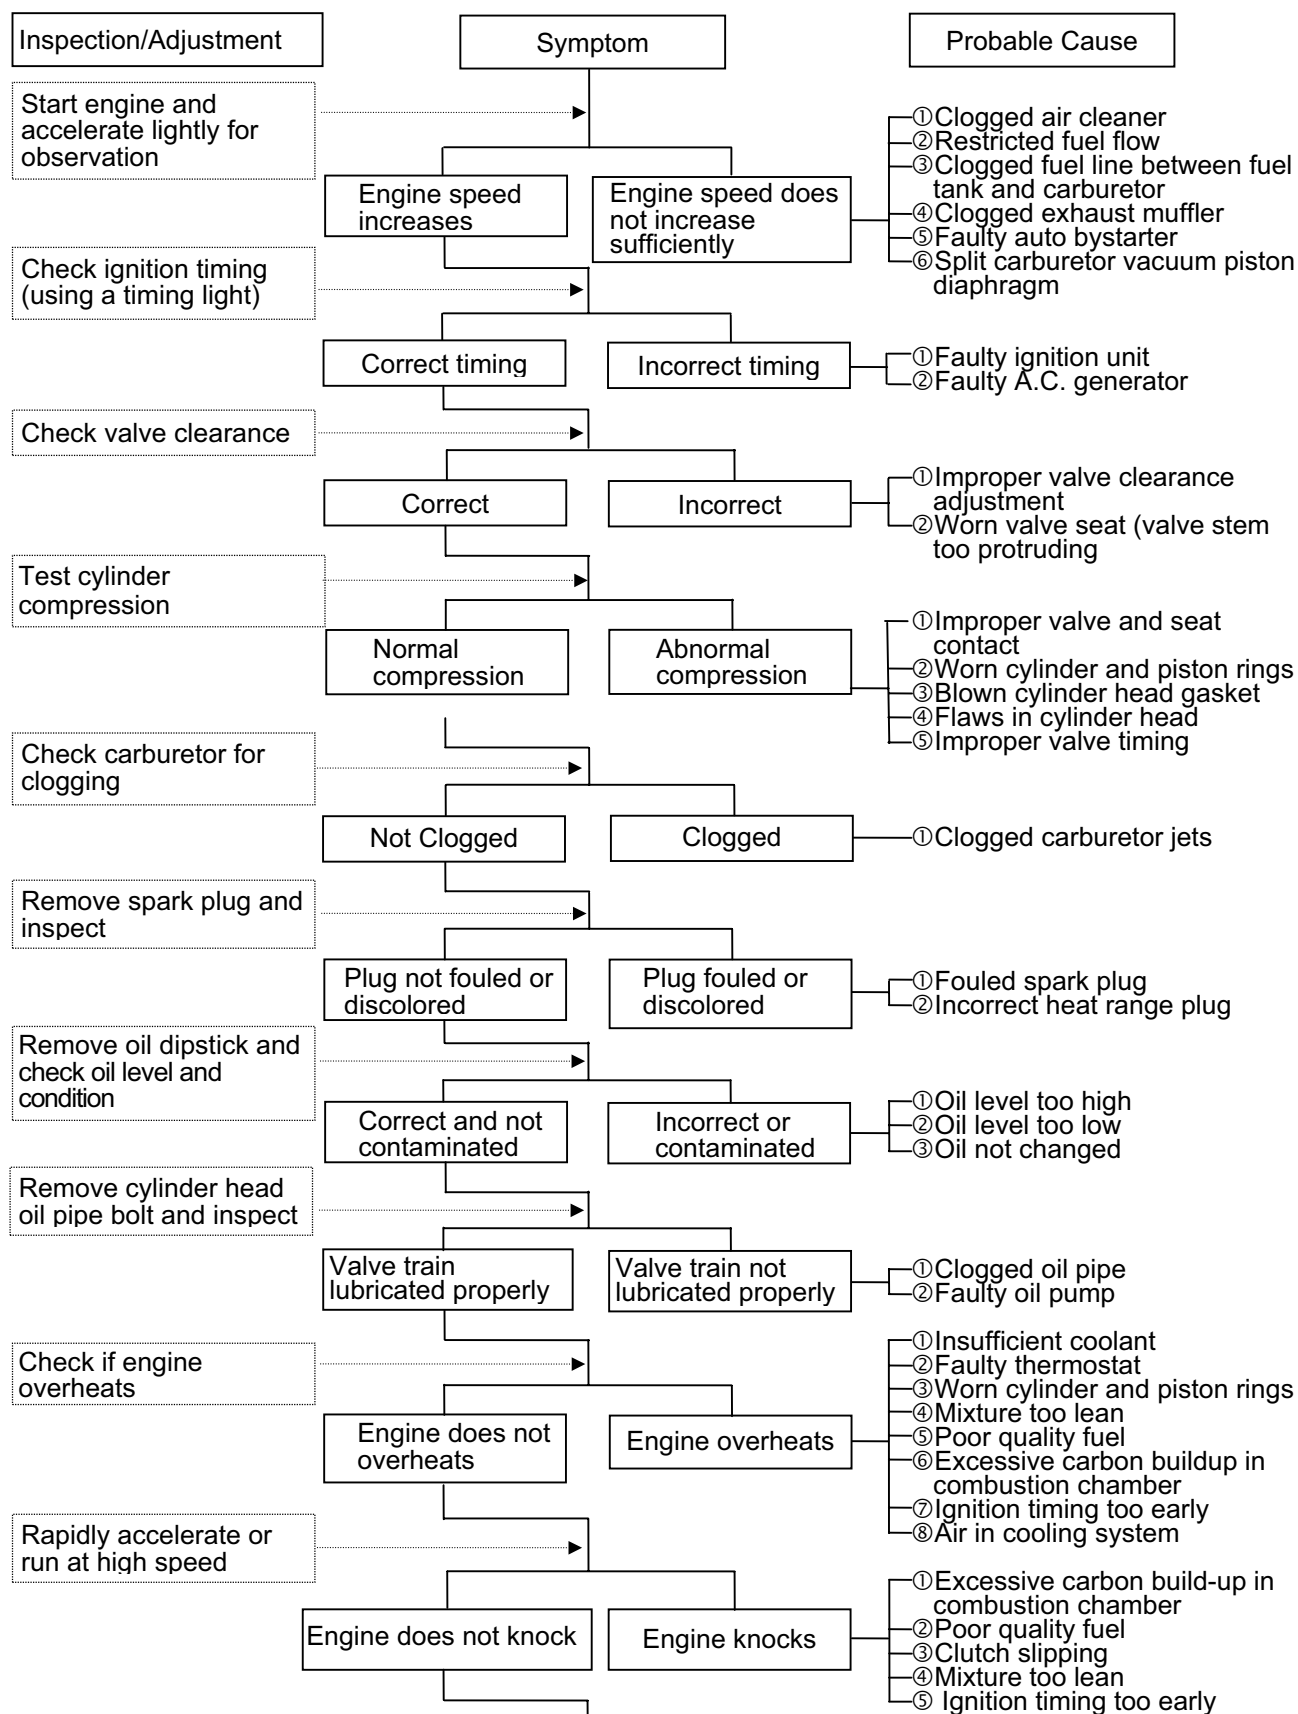 Inspection/Adjustment
Symptom
Probable Cause
Start engine and
accelerate lightly for
observation
Engine speed
increases
Engine speed does
not increase
sufficiently
①Clogged air cleaner
②Restricted fuel flow
③Clogged fuel line between fuel
tank and carburetor
④Clogged exhaust muffler
⑤Faulty auto bystarter
⑥Split carburetor vacuum piston
diaphragm
Check ignition timing
(using a timing light)
Correct timing
Incorrect timing
①Faulty ignition unit
②Faulty A.C. generator
Check valve clearance
Correct
Incorrect
①Improper valve clearance
adjustment
②Worn valve seat (valve stem
too protruding
Test cylinder
compression
Normal
compression
Abnormal
compression
①Improper valve and seat
contact
②Worn cylinder and piston rings
③Blown cylinder head gasket
④Flaws in cylinder head
⑤Improper valve timing
Check carburetor for
clogging
Not Clogged
Clogged
①Clogged carburetor jets
Remove spark plug and
inspect
Plug not fouled or
discolored
Plug fouled or
discolored
①Fouled spark plug
②Incorrect heat range plug
Remove oil dipstick and
check oil level and
condition
Correct and not
contaminated
Incorrect or
contaminated
①Oil level too high
②Oil level too low
③Oil not changed
Remove cylinder head
oil pipe bolt and inspect
Valve train
lubricated properly
Valve train not
lubricated properly
①Clogged oil pipe
②Faulty oil pump
Check if engine
overheats
Engine does not
overheats
Engine overheats
①Insufficient coolant
②Faulty thermostat
③Worn cylinder and piston rings
④Mixture too lean
⑤Poor quality fuel
⑥Excessive carbon buildup in
combustion chamber
⑦Ignition timing too early
⑧Air in cooling system
Rapidly accelerate or
run at high speed
Engine does not knock
Engine knocks
①Excessive carbon build-up in
combustion chamber
②Poor quality fuel
③Clutch slipping
④Mixture too lean
⑤ Ignition timing too early